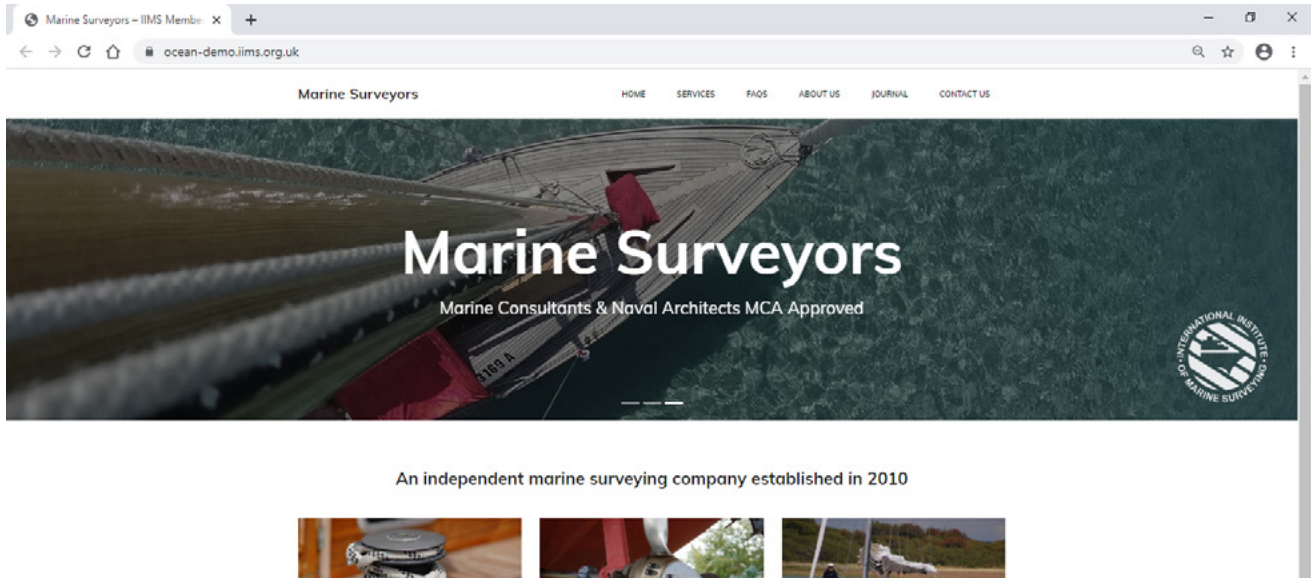 Marine Surveyors – IIMS Membe
ocean-demo.iims.org.uk
Marine Surveyors
HOME SERVICES FAQS ABOUT US JOURNAL CONTACT US
Marine Surveyors
Marine Consultants & Naval Architects MCA Approved
3169 A
INTERNATIONAL INSTITUTE OF MARINE SURVEYING
An independent marine surveying company established in 2010